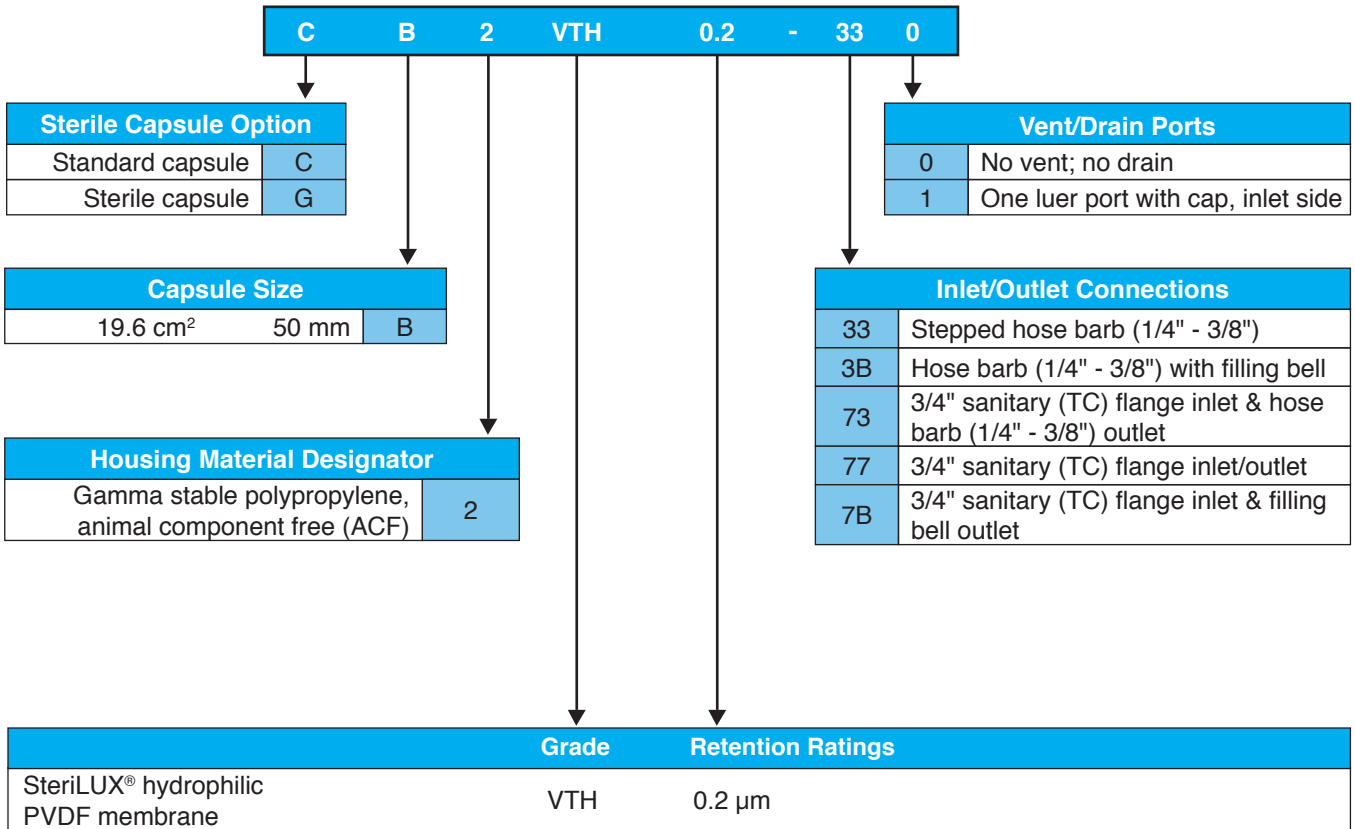 C B 2 VTH 0.2 - 33 0
Sterile Capsule Option
Standard capsule C
Sterile capsule G
Vent/Drain Ports
0 No vent; no drain
1 One luer port with cap, inlet side
Capsule Size
19.6 cm² 50 mm B
Inlet/Outlet Connections
33 Stepped hose barb (1/4" - 3/8")
3B Hose barb (1/4" - 3/8") with filling bell
73 3/4" sanitary (TC) flange inlet & hose
barb (1/4" - 3/8") outlet
77 3/4" sanitary (TC) flange inlet/outlet
7B 3/4" sanitary (TC) flange inlet & filling
bell outlet
Housing Material Designator
Gamma stable polypropylene,
animal component free (ACF) 2
Grade Retention Ratings
SteriLUX® hydrophilic
PVDF membrane VTH 0.2 µm